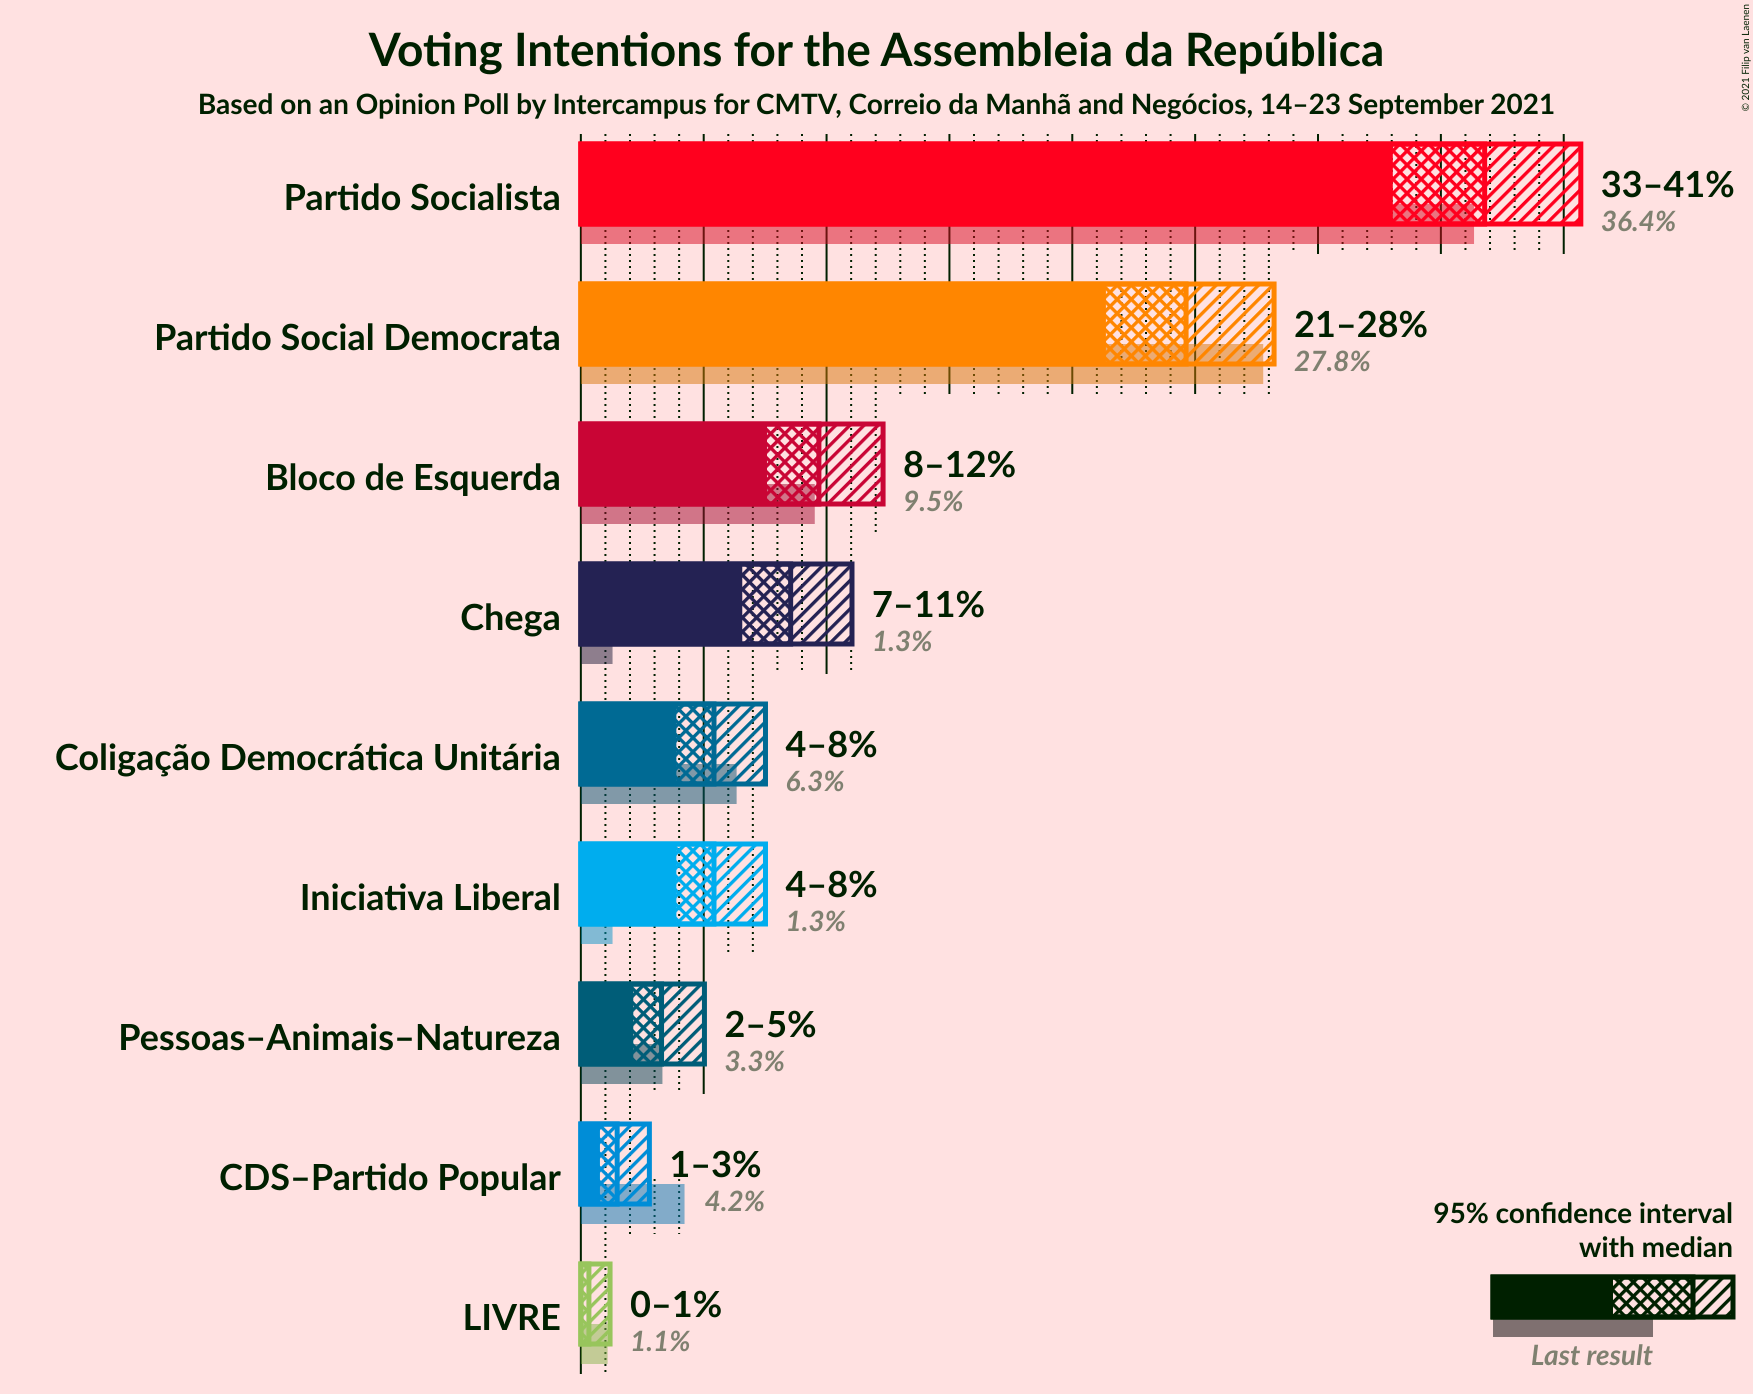 Voting Intentions for the Assembleia da República
Based on an Opinion Poll by Intercampus for CMTV, Correio da Manhã and Negócios, 14–23 September 2021
© 2021 Filip van Laenen
Partido Socialista
33–41%
36.4%
Partido Social Democrata
21–28%
27.8%
Bloco de Esquerda
8–12%
9.5%
Chega
7–11%
1.3%
Coligação Democrática Unitária
4–8%
6.3%
Iniciativa Liberal
4–8%
1.3%
Pessoas–Animais–Natureza
2–5%
3.3%
CDS–Partido Popular
1–3%
4.2%
LIVRE
0–1%
1.1%
95% confidence interval
with median
Last result